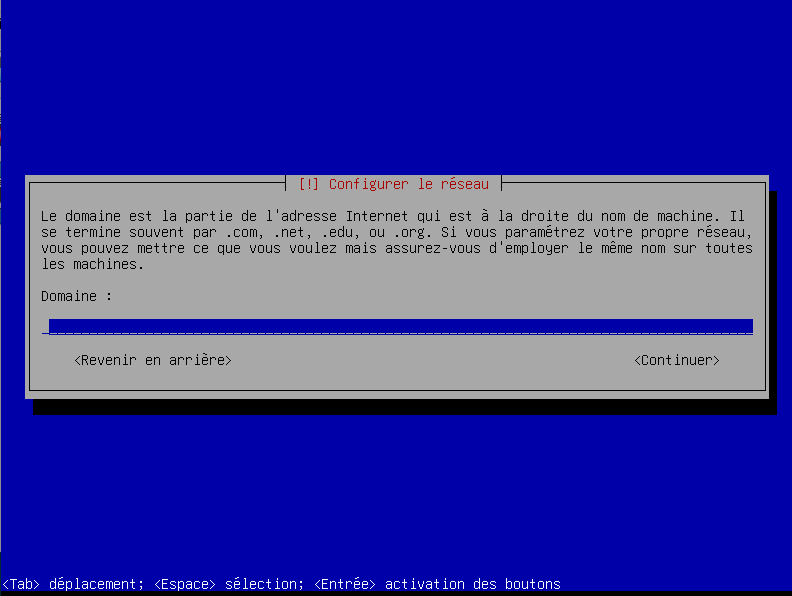 [!] Configurer le réseau
Le domaine est la partie de l'adresse Internet qui est à la droite du nom de machine. Il
se termine souvent par .com, .net, .edu, ou .org. Si vous paramétrez votre propre réseau,
vous pouvez mettre ce que vous voulez mais assurez-vous d'employer le même nom sur toutes
les machines.
Domaine :
<Revenir en arrière> <Continuer>
<Tab> déplacement; <Espace> sélection; <Entrée> activation des boutons